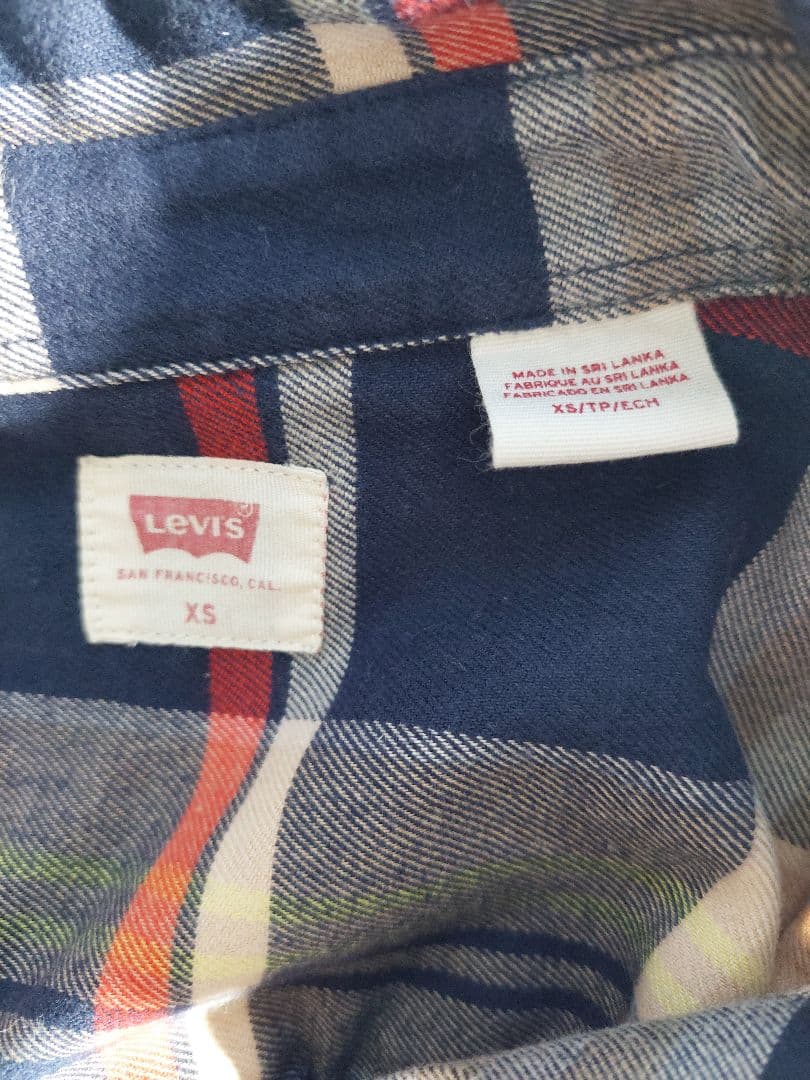 MADE IN SRI LANKA
FABRIQUE AU SRI LANKA
FABRICADO EN SRI LANKA
XS/TP/ECH
LEVI'S®
SAN FRANCISCO, CAL.
XS